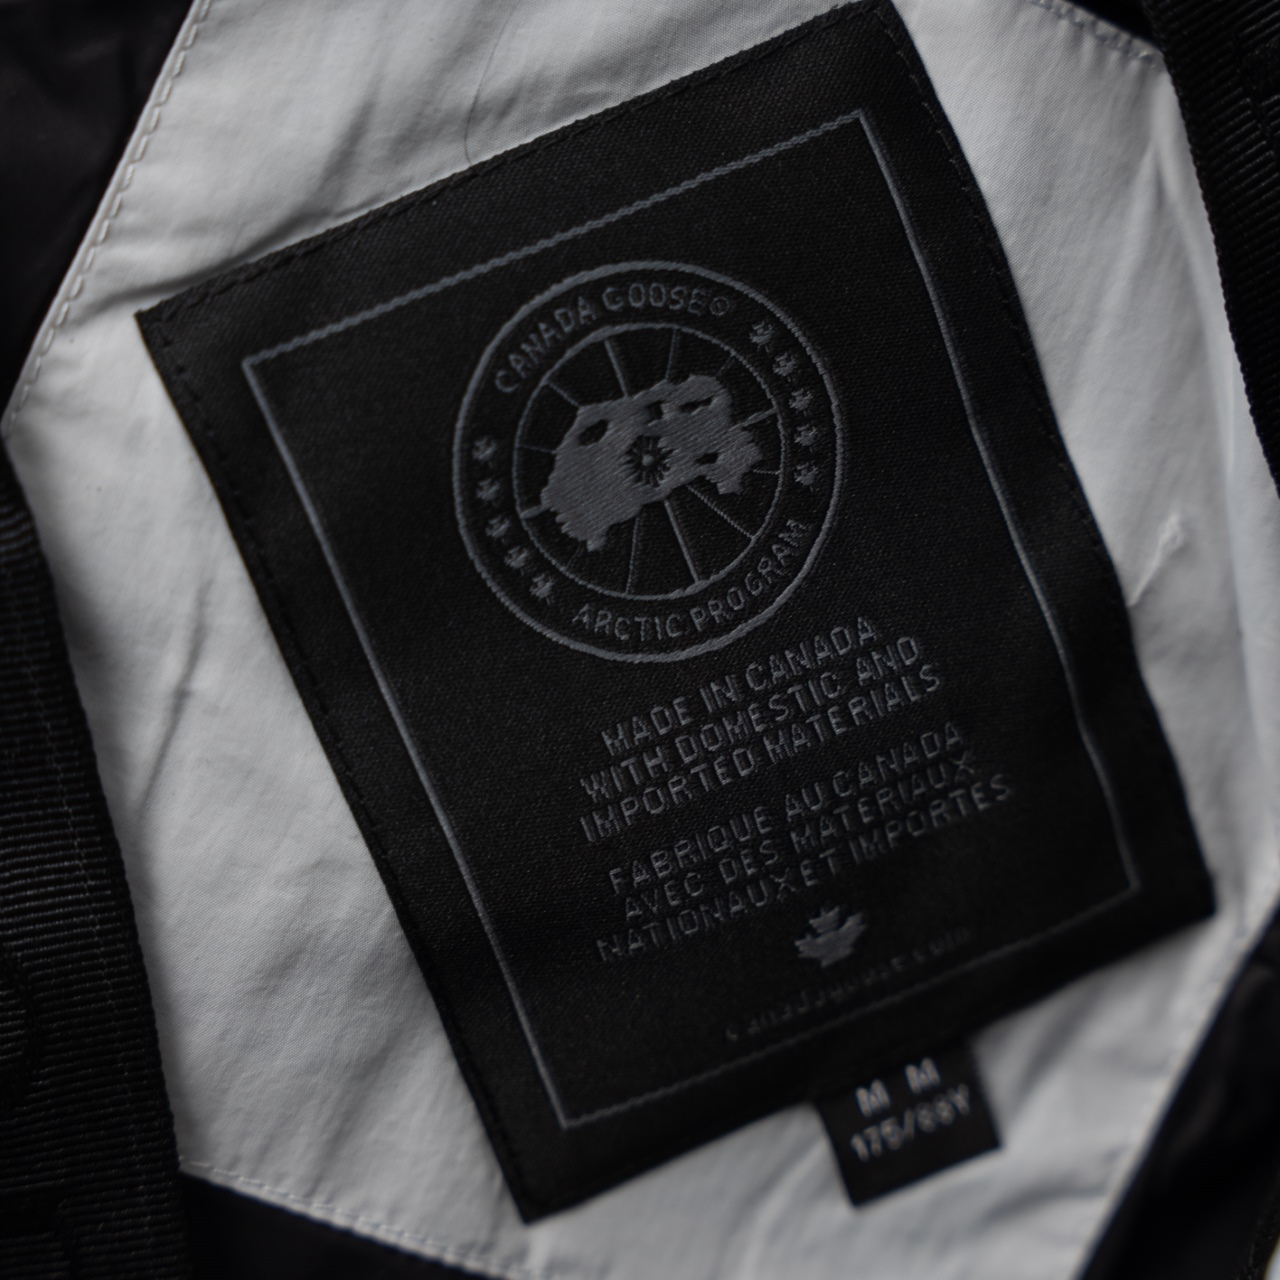 CANADA GOOSE®
ARCTIC PROGRAM
MADE IN CANADA
WITH DOMESTIC AND
IMPORTED MATERIALS
FABRIQUE AU CANADA
AVEC DES MATERIAUX
NATIONAUX ET IMPORTES
M M